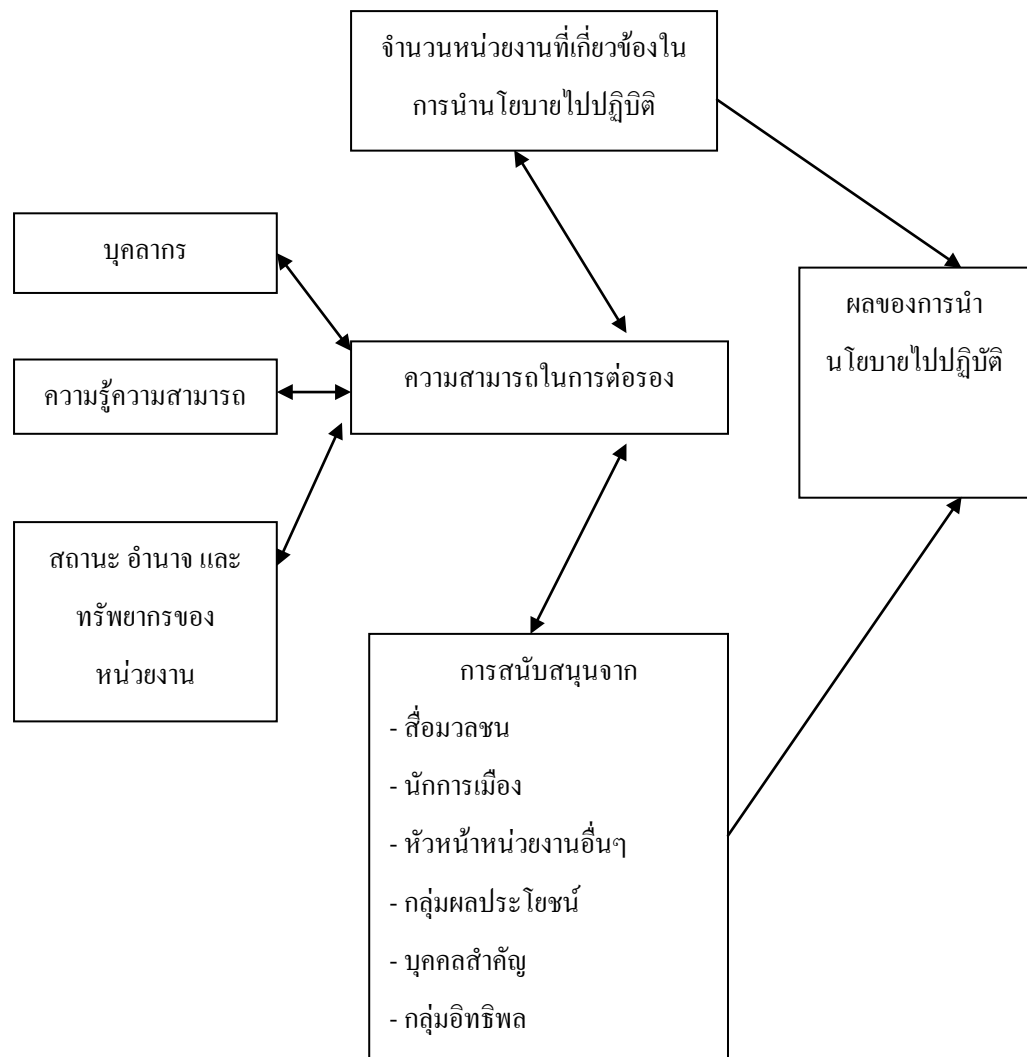 จำนวนหน่วยงานที่เกี่ยวข้องใน
การนำนโยบายไปปฏิบิติ
บุคลากร
ความรู้ความสามารถ
สถานะ อำนาจ และ
ทรัพยากรของ
หน่วยงาน
ความสามารถในการต่อรอง
ผลของการนำ
นโยบายไปปฏิบัติ
การสนับสนุนจาก
- สื่อมวลชน
- นักการเมือง
- หัวหน้าหน่วยงานอื่นๆ
- กลุ่มผลประโยชน์
- บุคคลสำคัญ
- กลุ่มอิทธิพล